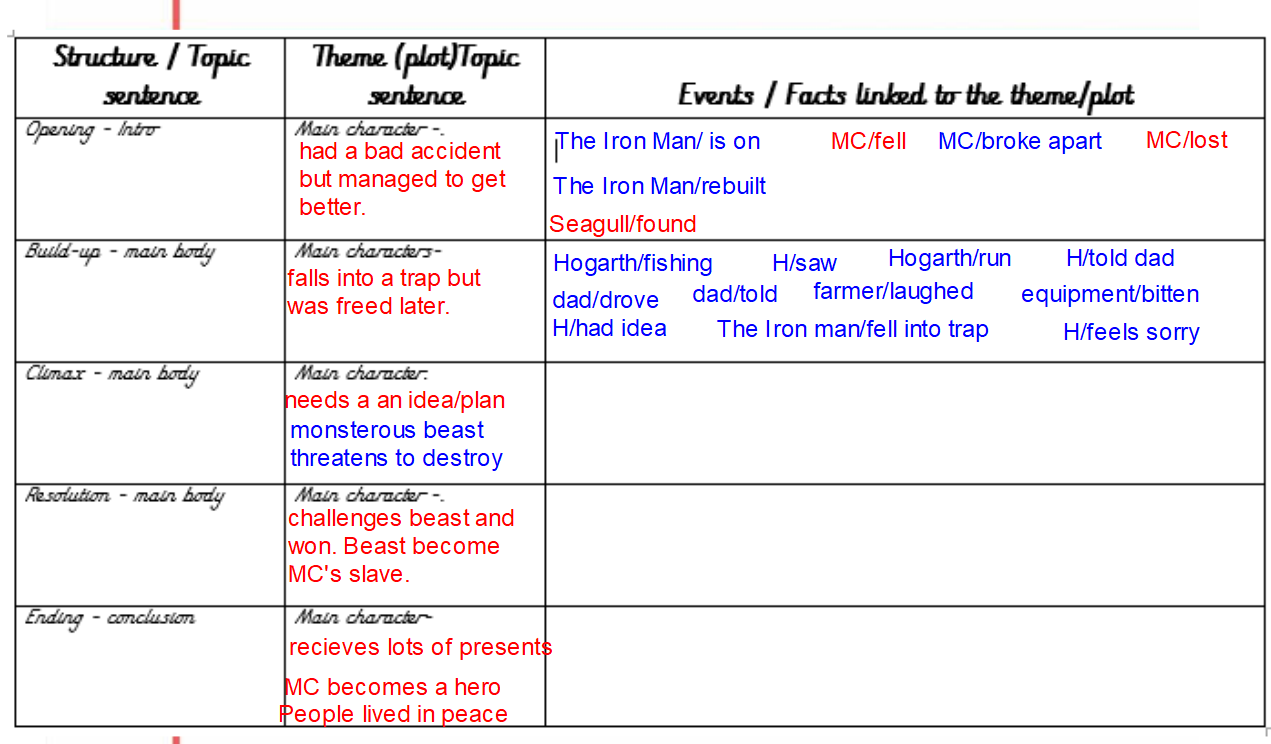 Structure / Topic sentence
Theme (plot)Topic sentence
Events / Facts linked to the theme/plot
Opening - Intro
Main character -.
had a bad accident
but managed to get
better.
The Iron Man/ is on MC/fell MC/broke apart MC/lost
The Iron Man/rebuilt
Seagull/found
Build-up - main body
Main characters-
falls into a trap but
was freed later.
Hogarth/fishing H/saw Hogarth/run H/told dad
dad/drove dad/told farmer/laughed equipment/bitten
H/had idea The Iron man/fell into trap H/feels sorry
Climax - main body
Main character.
needs a an idea/plan
monsterous beast
threatens to destroy
Resolution - main body
Main character -.
challenges beast and
won. Beast become
MC's slave.
Ending - conclusion
Main character-
recieves lots of presents
MC becomes a hero
People lived in peace